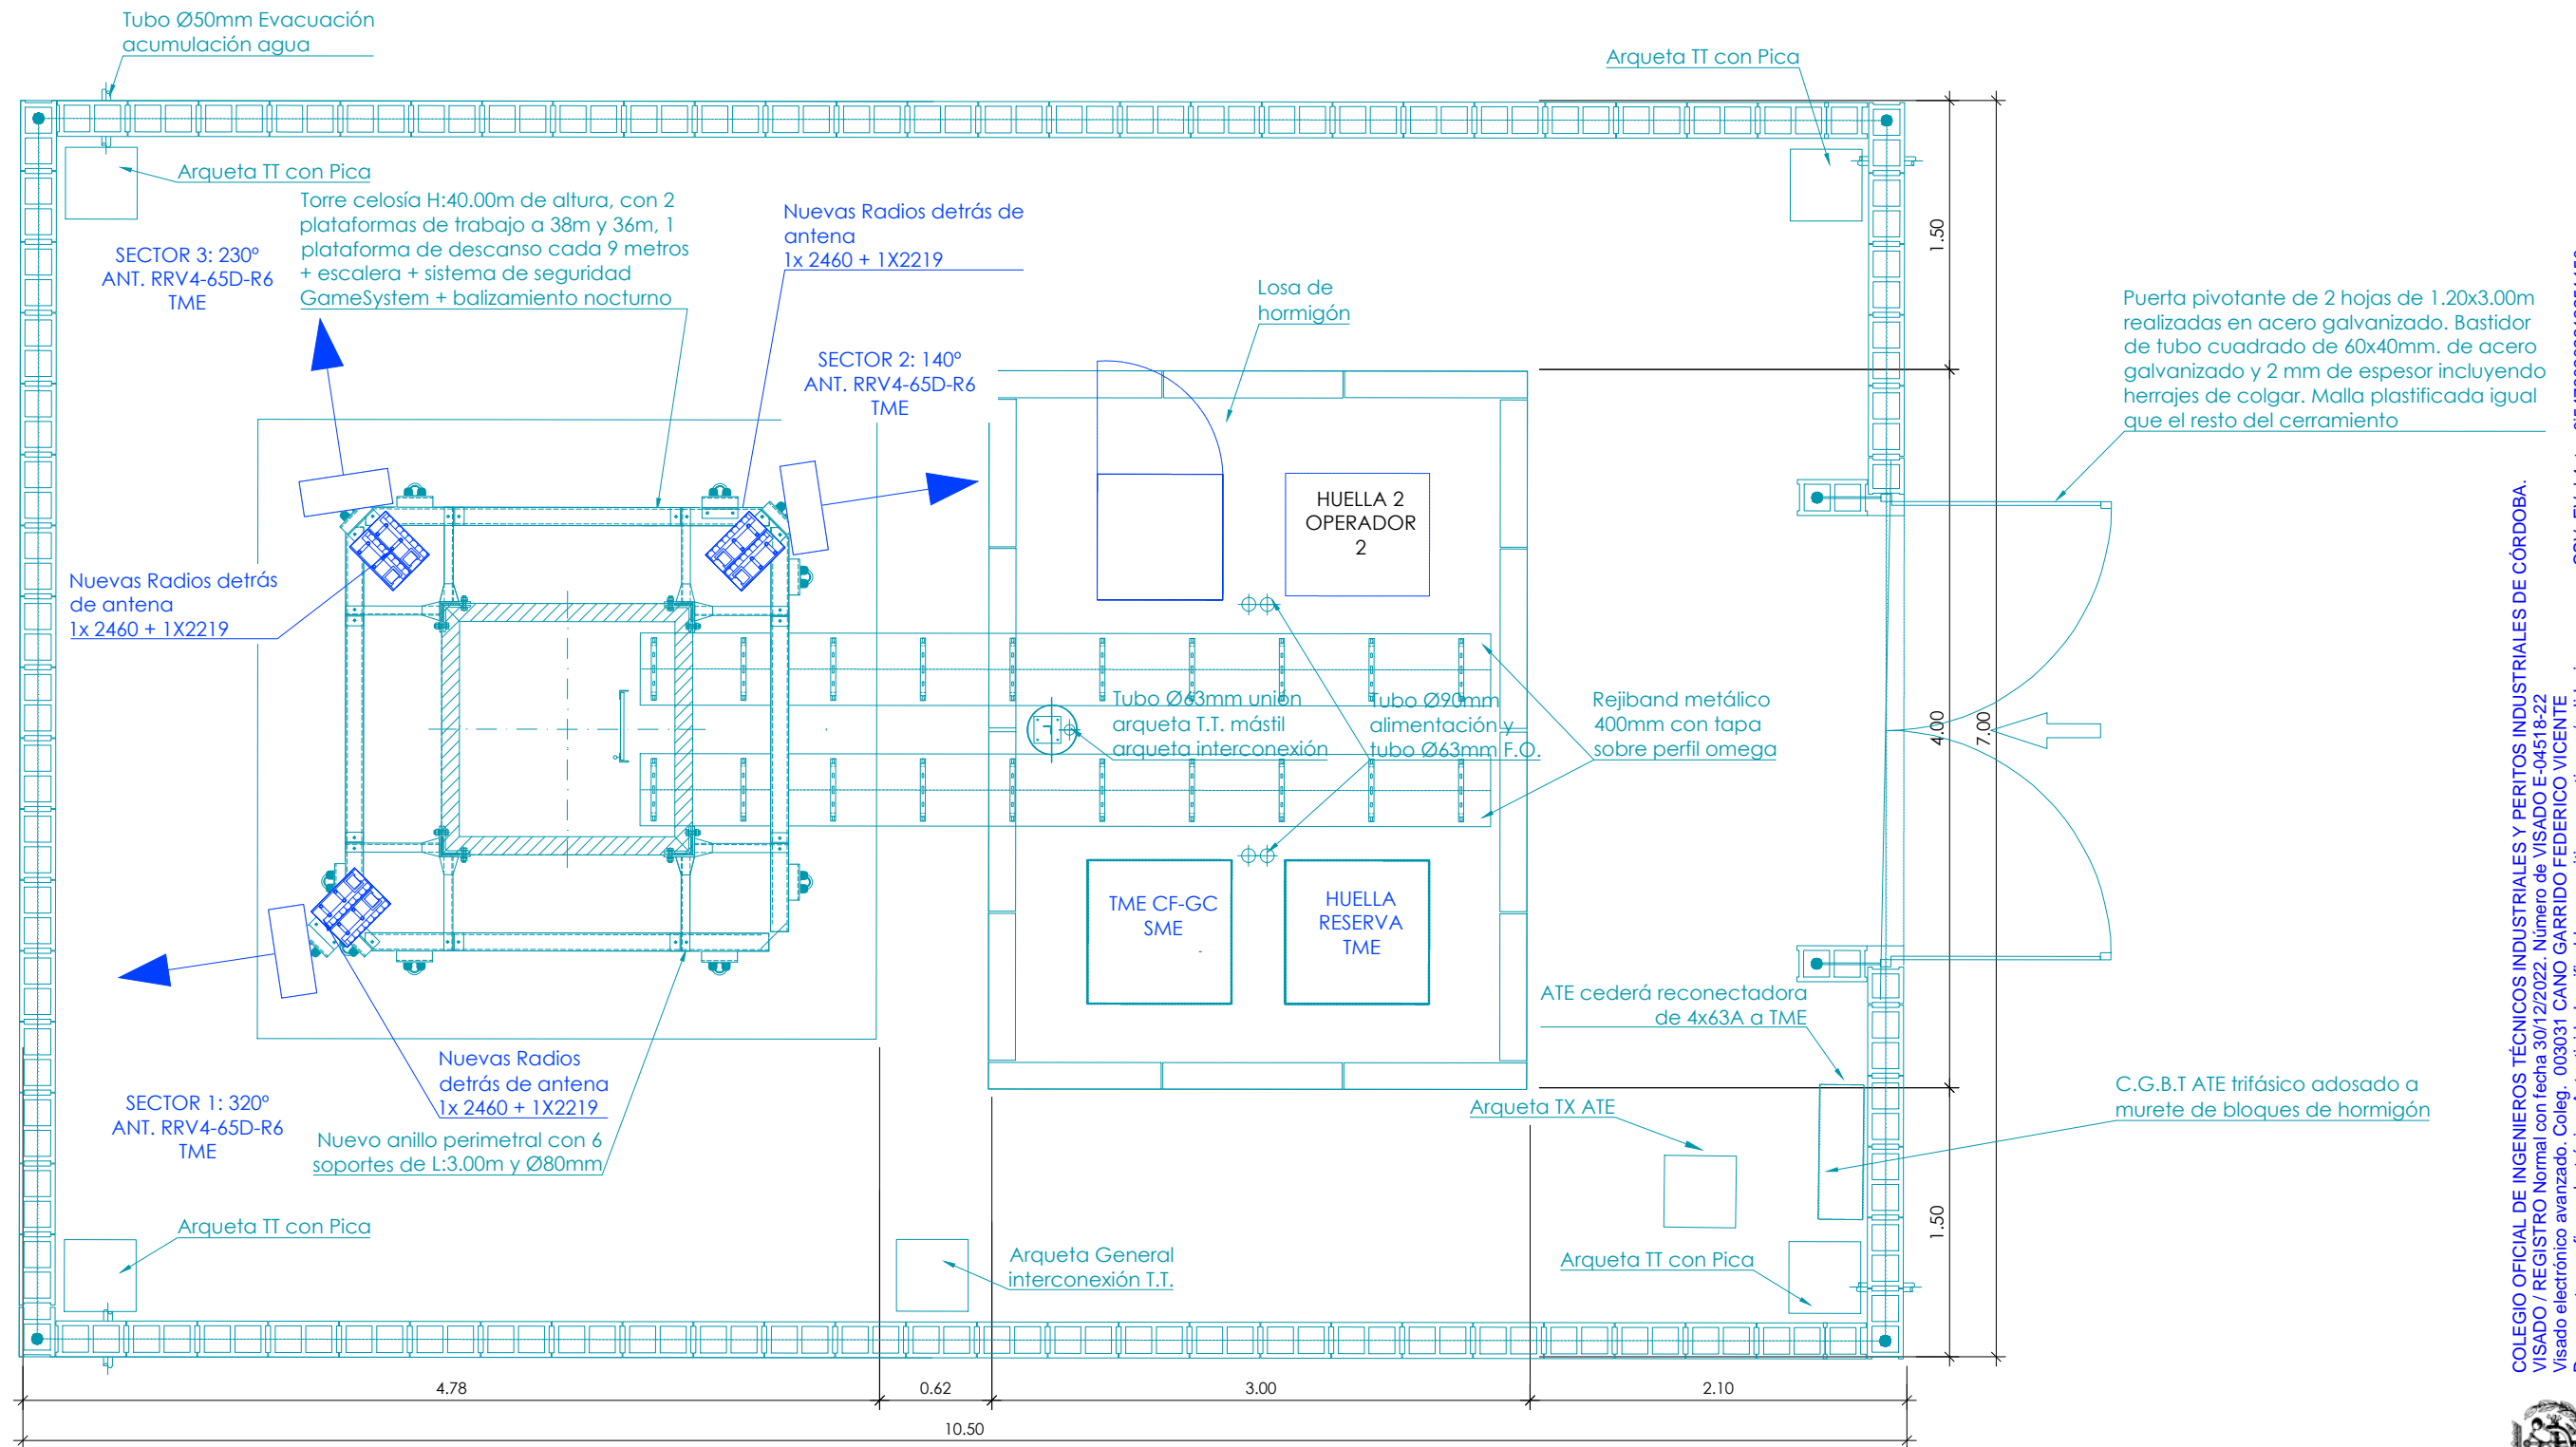 Tubo Ø50mm Evacuación
acumulación agua
Arqueta TT con Pica
Arqueta TT con Pica
Torre celosía H:40.00m de altura, con 2
plataformas de trabajo a 38m y 36m, 1
plataforma de descanso cada 9 metros
+ escalera + sistema de seguridad
GameSystem + balizamiento nocturno
Nuevas Radios detrás de
antena
1x 2460 + 1X2219
SECTOR 3: 230º
ANT. RRV4-65D-R6
TME
Losa de
hormigón
SECTOR 2: 140º
ANT. RRV4-65D-R6
TME
Puerta pivotante de 2 hojas de 1.20x3.00m
realizadas en acero galvanizado. Bastidor
de tubo cuadrado de 60x40mm. de acero
galvanizado y 2 mm de espesor incluyendo
herrajes de colgar. Malla plastificada igual
que el resto del cerramiento
1.50
HUELLA 2
OPERADOR
2
Nuevas Radios detrás
de antena
1x 2460 + 1X2219
Tubo Ø63mm unión
arqueta T.T. mástil
arqueta interconexión
Tubo Ø90mm
alimentación y
tubo Ø63mm F.O.
Rejiband metálico
400mm con tapa
sobre perfil omega
4.00
7.00
TME CF-GC
SME
HUELLA
RESERVA
TME
ATE cederá reconectadora
de 4x63A a TME
Nuevas Radios
detrás de antena
1x 2460 + 1X2219
SECTOR 1: 320º
ANT. RRV4-65D-R6
TME
Nuevo anillo perimetral con 6
soportes de L:3.00m y Ø80mm
Arqueta TX ATE
C.G.B.T ATE trifásico adosado a
murete de bloques de hormigón
1.50
Arqueta TT con Pica
Arqueta General
interconexión T.T.
Arqueta TT con Pica
4.78
0.62
3.00
2.10
10.50
COLEGIO OFICIAL DE INGENIEROS TÉCNICOS INDUSTRIALES Y PERITOS INDUSTRIALES DE CÓRDOBA.
VISADO / REGISTRO Normal con fecha 30/12/2022. Número de VISADO E-04518-22
Visado electrónico avanzado. Coleg.: 003031 CANO GARRIDO FEDERICO VICENTE